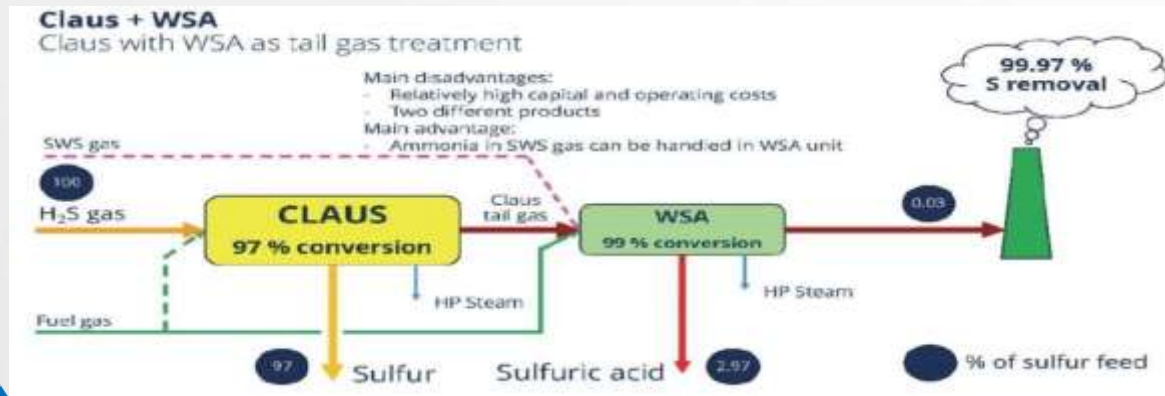 Claus + WSA
Claus with WSA as tail gas treatment
Main disadvantages:
- Relatively high capital and operating costs
- Two different products
Main advantage:
- Ammonia in SWS gas can be handled in WSA unit
99.97 %
S removal
SWS gas
100
H₂S gas
CLAUS
97 % conversion
Claus
tail gas
WSA
99 % conversion
0.03
HP Steam
HP Steam
Fuel gas
97
Sulfur
Sulfuric acid
2.97
% of sulfur feed